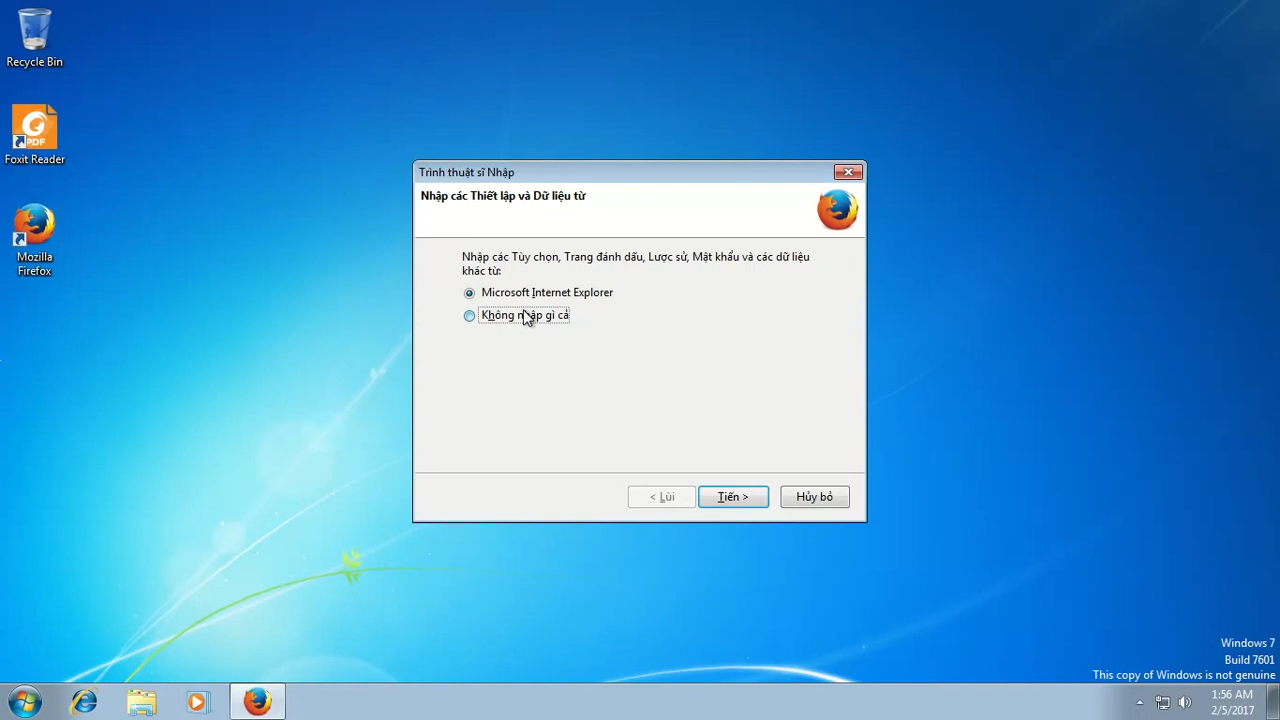 Recycle Bin
Foxit Reader
Mozilla
Firefox
PDF
Trình thuật sĩ Nhập
Nhập các Thiết lập và Dữ liệu từ
Nhập các Tùy chọn, Trang đánh dấu, Lược sử, Mật khẩu và các dữ liệu
khác từ:
Microsoft Internet Explorer
Không nhập gì cả
< Lùi
Tiến >
Hủy bỏ
Windows 7
Build 7601
This copy of Windows is not genuine
1:56 AM
2/5/2017